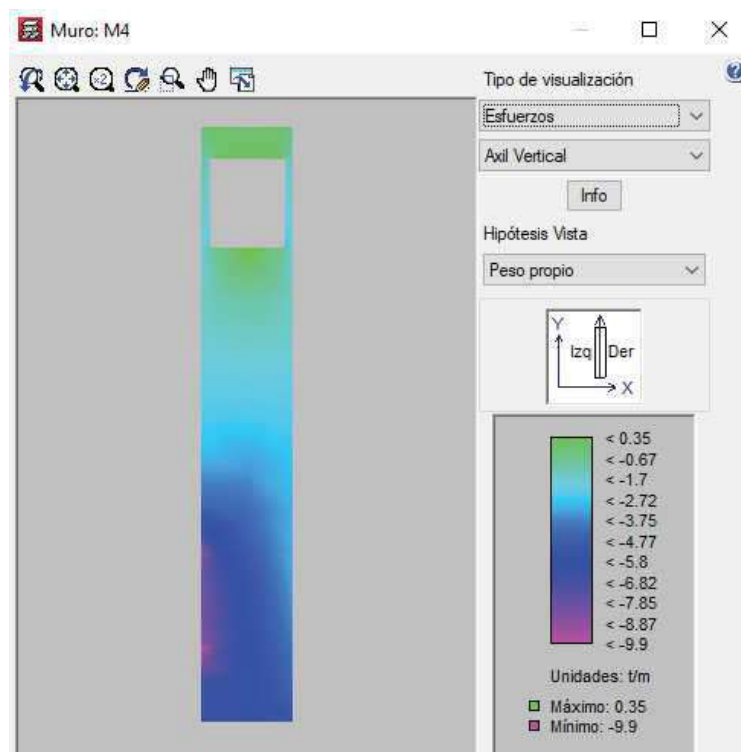 Muro: M4
x2
Tipo de visualización
Esfuerzos
Axil Vertical
Info
Hipótesis Vista
Peso propio
Y
Izq Der
X
< 0.35
< -0.67
< -1.7
< -2.72
< -3.75
< -4.77
< -5.8
< -6.82
< -7.85
< -8.87
< -9.9
Unidades: t/m
Máximo: 0.35
Mínimo: -9.9